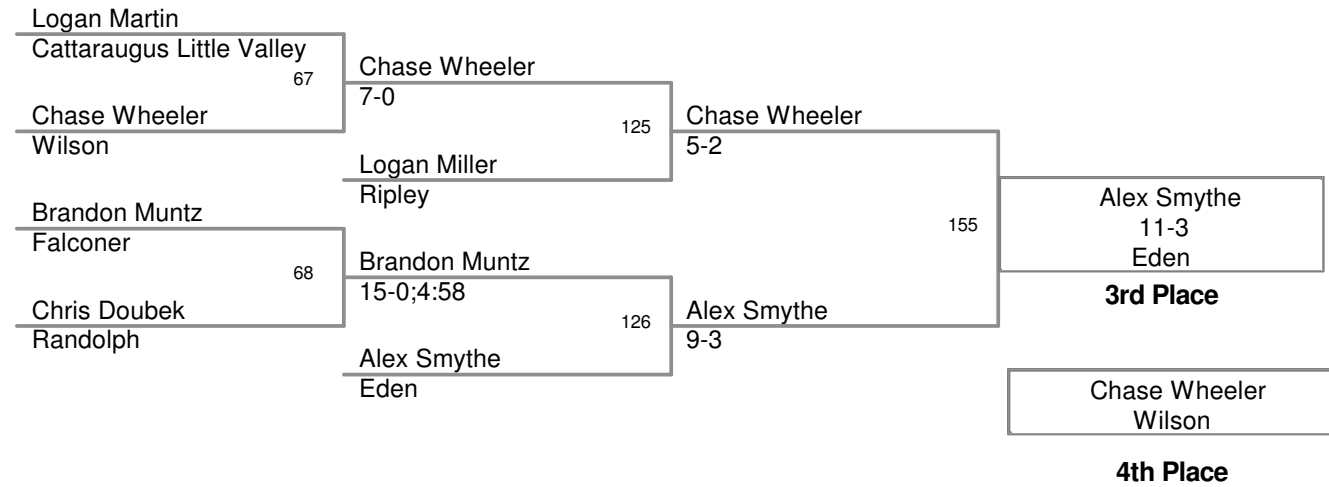 Logan Martin
Cattaraugus Little Valley
67
Chase Wheeler
Wilson
Brandon Muntz
Falconer
68
Chris Doubek
Randolph
Chase Wheeler
7-0
125
Logan Miller
Ripley
Brandon Muntz
15-0;4:58
126
Alex Smythe
Eden
Chase Wheeler
5-2
155
Alex Smythe
9-3
Alex Smythe
11-3
Eden
3rd Place
Chase Wheeler
Wilson
4th Place